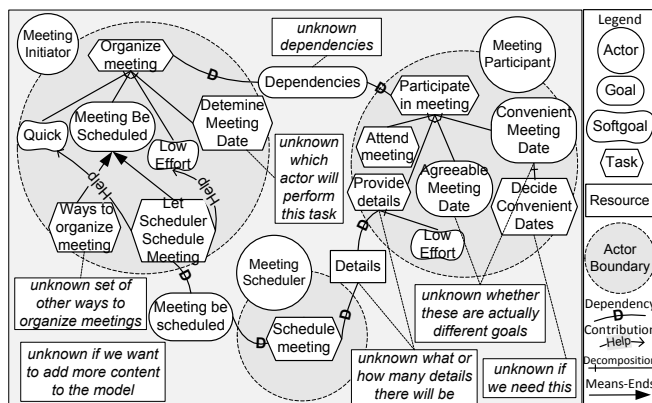 Meeting
Initiator
Organize
meeting
Quick
Meeting Be
Scheduled
Low
Effort
Detemine
Meeting
Date
Help
Help
Ways to
organize
meeting
Let
Scheduler
Schedule
Meeting
unknown
dependencies
D
Dependencies
D
unknown
which
actor will
perform
this task
Meeting
Participant
Participate
in meeting
Attend
meeting
Provide
details
Agreeable
Meeting
Date
Convenient
Meeting
Date
Decide
Convenient
Dates
Low
Effort
D
Details
D
unknown set of
other ways to
organize meetings
D
Meeting be
scheduled
D
Meeting
Scheduler
Schedule
meeting
unknown if we want
to add more content
to the model
unknown whether
these are actually
different goals
unknown what or
how many details
there will be
unknown if
we need this
Legend
Actor
Goal
Softgoal
Task
Resource
Actor
Boundary
Dependency
D
Contribution
Help
Decomposition
Means-Ends